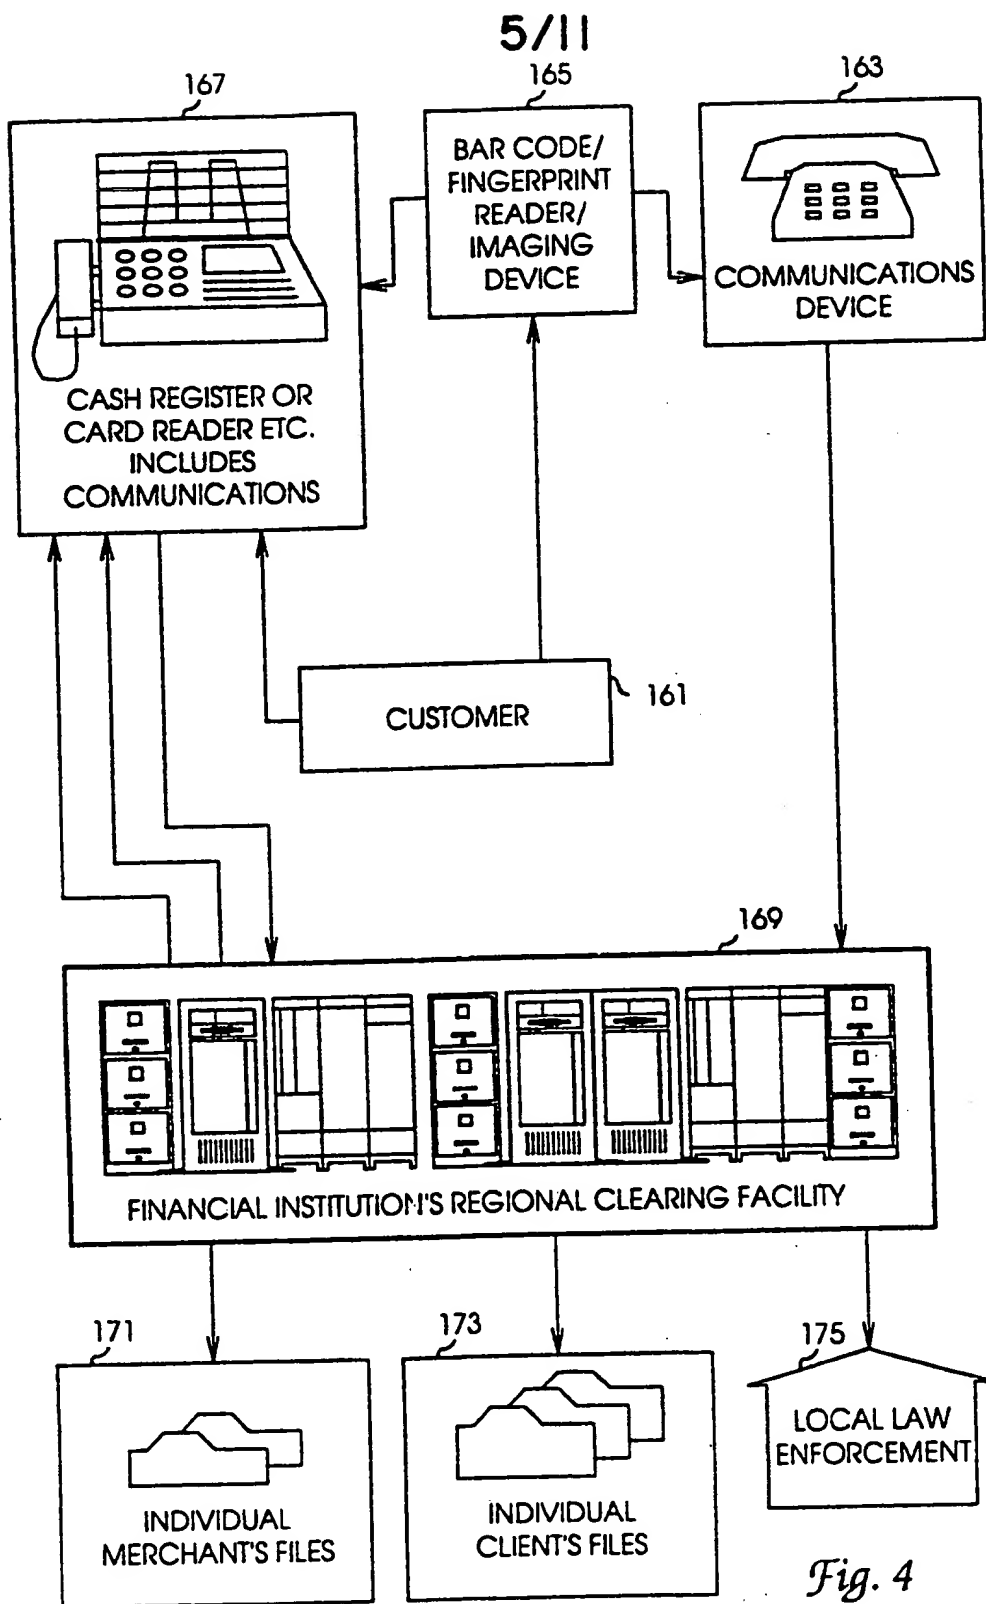 5/11
167
165
163
BAR CODE/
FINGERPRINT
READER/
IMAGING
DEVICE
COMMUNICATIONS
DEVICE
CASH REGISTER OR
CARD READER ETC.
INCLUDES
COMMUNICATIONS
CUSTOMER
161
169
FINANCIAL INSTITUTION'S REGIONAL CLEARING FACILITY
171
173
175
INDIVIDUAL
MERCHANT'S FILES
INDIVIDUAL
CLIENT'S FILES
LOCAL LAW
ENFORCEMENT
Fig. 4